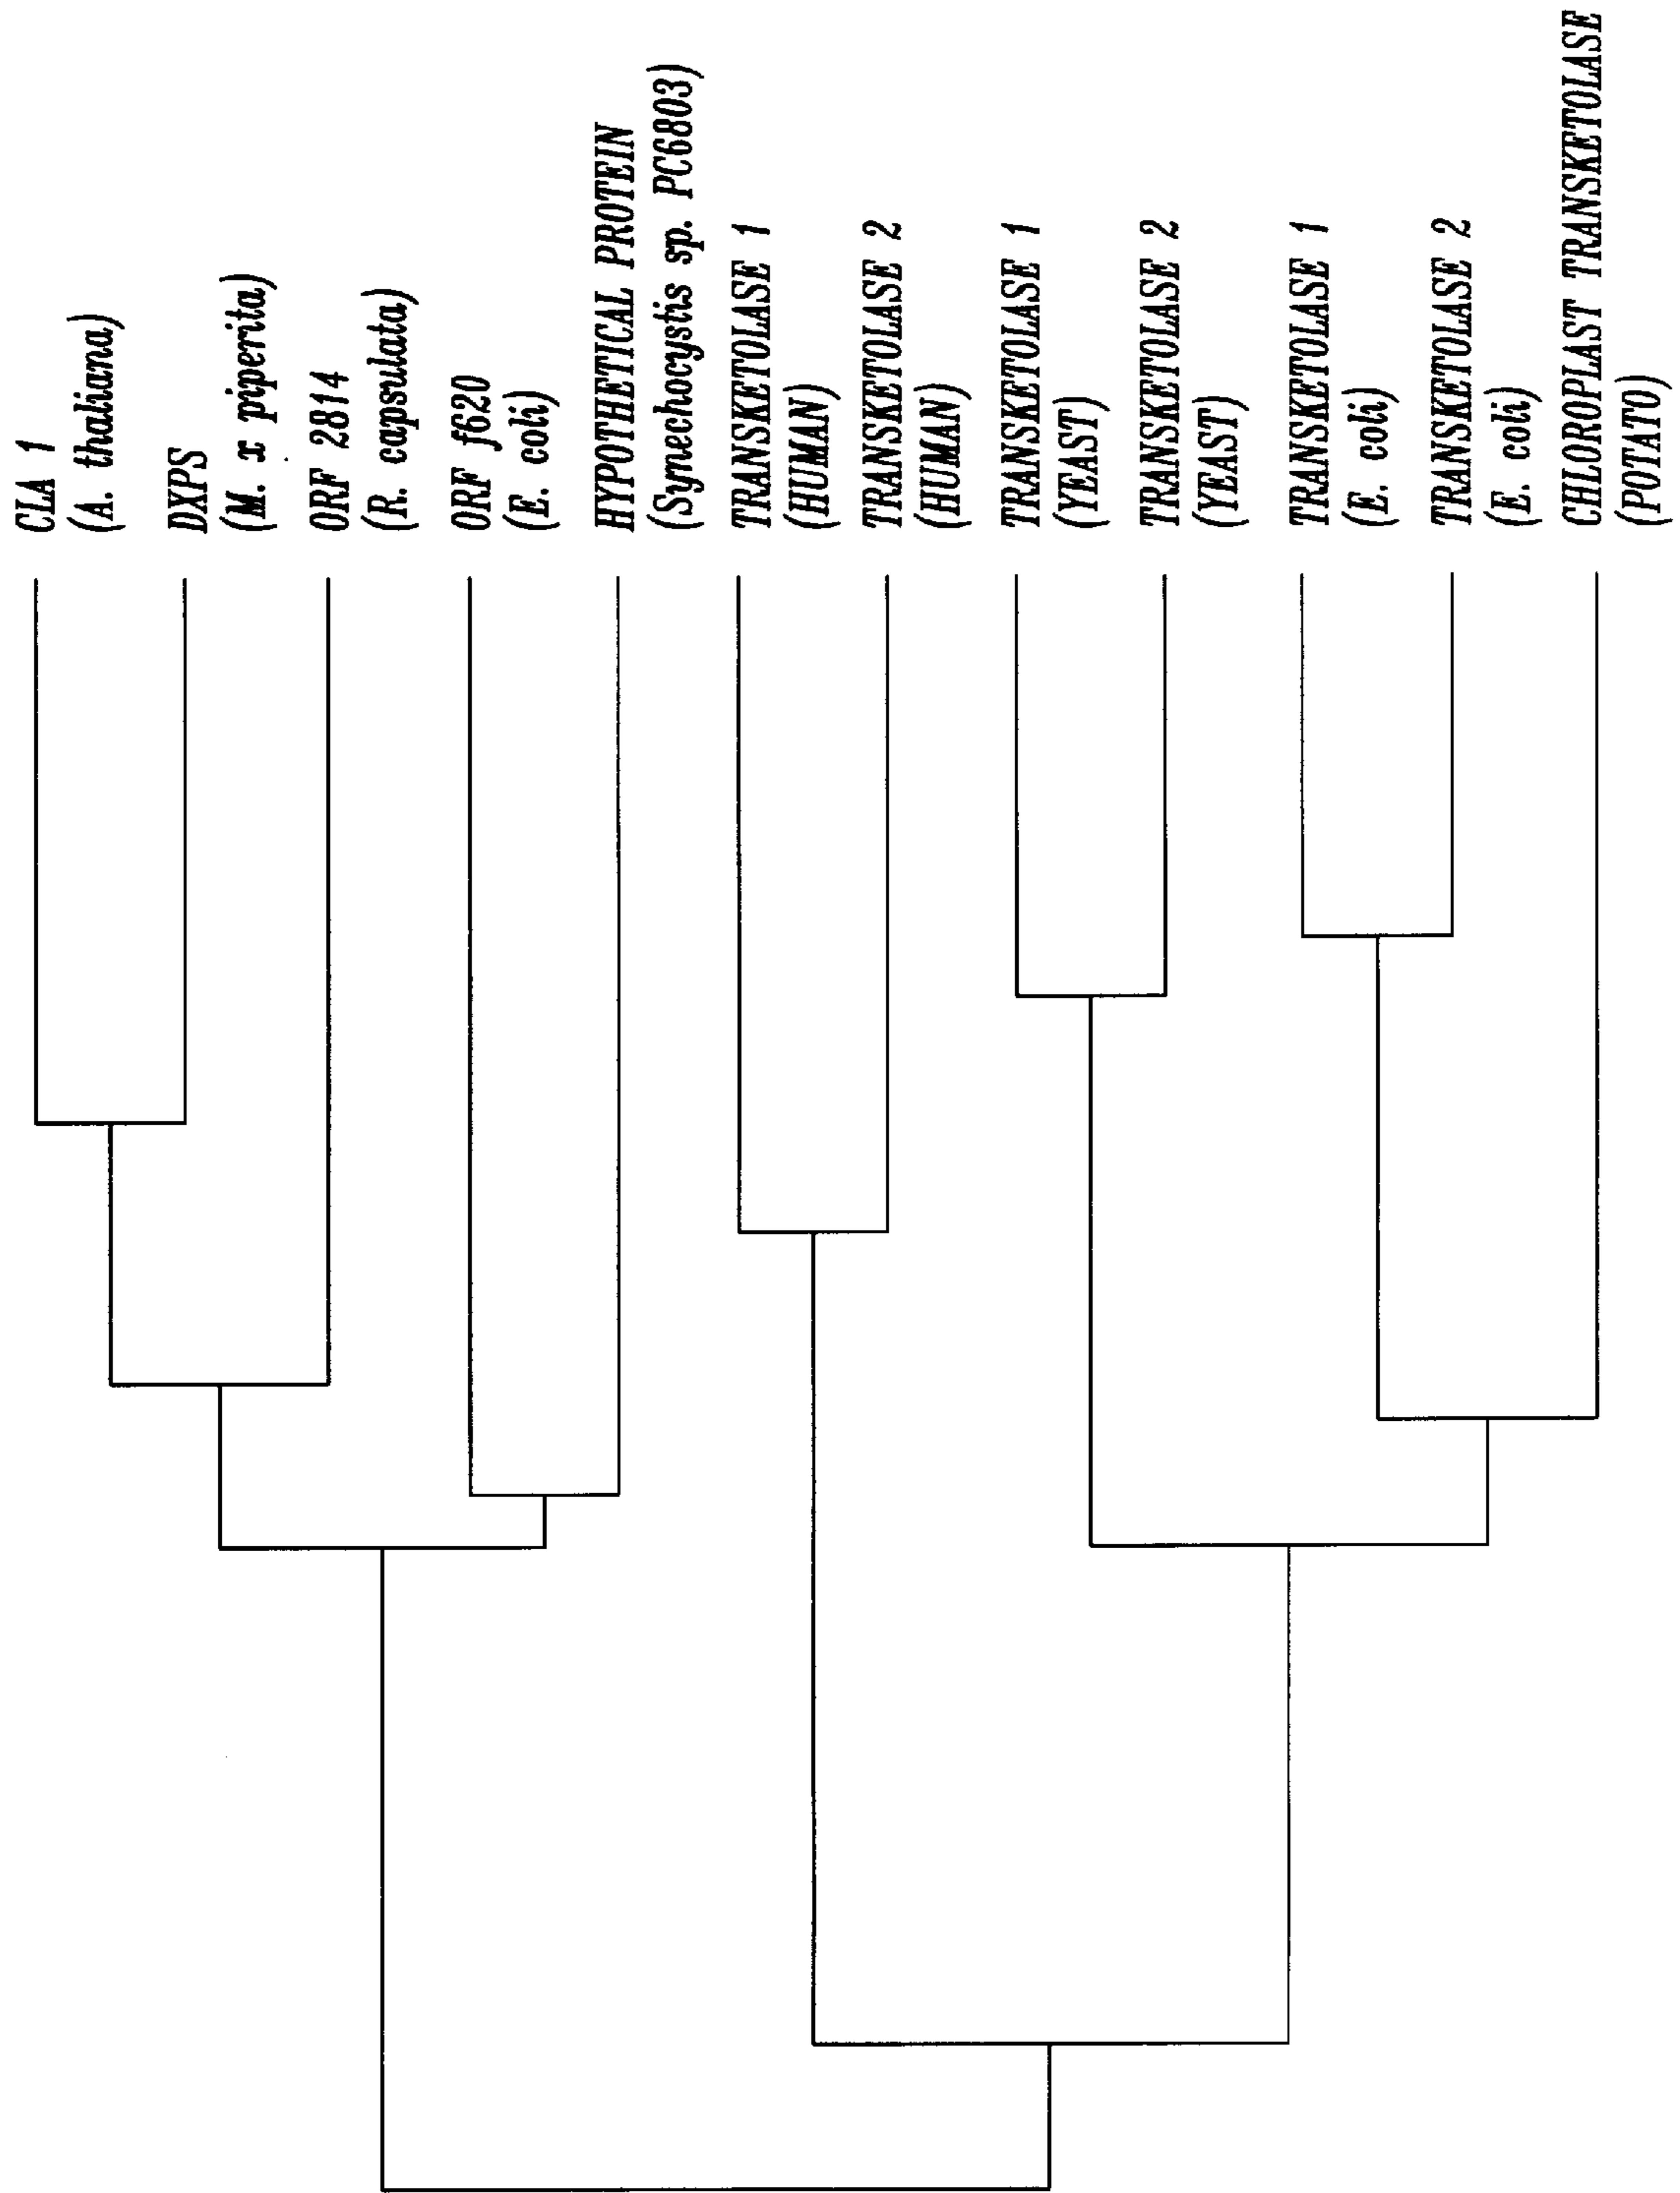 CLA 1
(A. thaliana)
DXPS
(M. x piperita)
ORF 2814
(R. capsulata)
ORF f620
(E. coli)
HYPOTHETICAL PROTEIN
(Synechocystis sp. PC6803)
TRANSKETOLASE 1
(HUMAN)
TRANSKETOLASE 2
(HUMAN)
TRANSKETOLASE 1
(YEAST)
TRANSKETOLASE 2
(YEAST)
TRANSKETOLASE 1
(E. coli)
TRANSKETOLASE 2
(E. coli)
CHLOROPLAST TRANSKETOLASE
(POTATO)